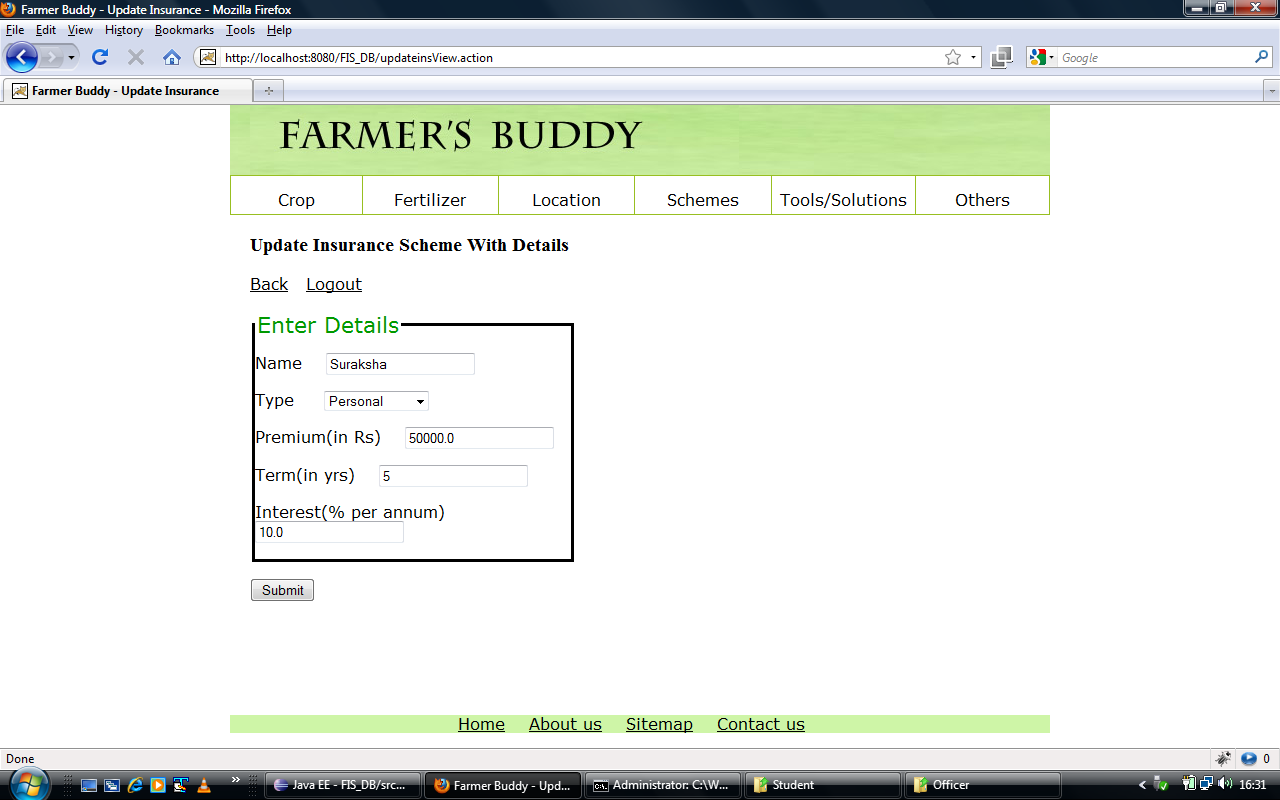 Farmer Buddy - Update Insurance - Mozilla Firefox
File Edit View History Bookmarks Tools Help
http://localhost:8080/FIS_DB/updateinsView.action
Google
Farmer Buddy - Update Insurance
FARMER'S BUDDY
Crop Fertilizer Location Schemes Tools/Solutions Others
Update Insurance Scheme With Details
Back Logout
Enter Details
Name Suraksha
Type Personal
Premium(in Rs) 50000.0
Term(in yrs) 5
Interest(% per annum)
10.0
Submit
Home About us Sitemap Contact us
Done 0
Java EE - FIS_DB/src... Farmer Buddy - Upd... Administrator: C:\W... Student Officer 16:31